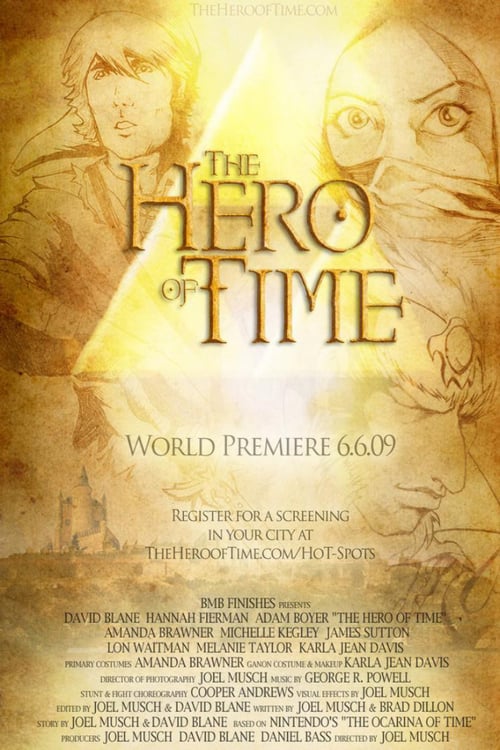 TheHeroofTime.com
The
Hero
of Time
World Premiere 6.6.09
Register for a screening
in your city at
TheHeroofTime.com/HoT-Spots
BMB Finishes presents
David Blane Hannah Fierman Adam Boyer "The Hero of Time"
Amanda Brawner Michelle Kegley James Sutton
Lon Waitman Melanie Taylor Karla Jean Davis
primary costumes Amanda Brawner ganon costume & makeup Karla Jean Davis
director of photography Joel Musch music by George R. Powell
stunt & fight choreography Cooper Andrews visual effects by Joel Musch
edited by Joel Musch & David Blane written by Joel Musch & Brad Dillon
story by Joel Musch & David Blane based on Nintendo's "The Ocarina of Time"
producers Joel Musch David Blane Daniel Bass directed by Joel Musch